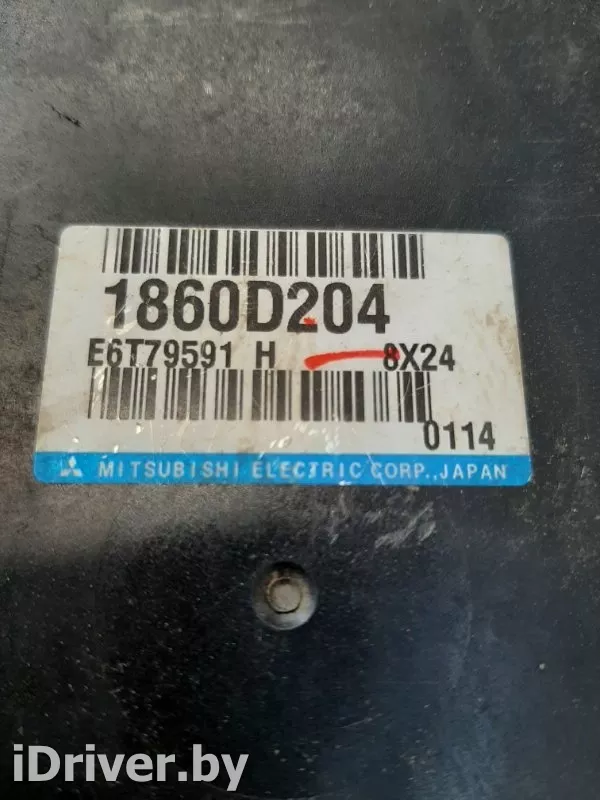 1860D204
E6T79591 H 8X24
0114
MITSUBISHI ELECTRIC CORP.,JAPAN
iDriver.by